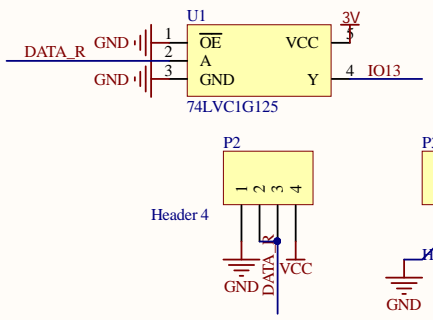 U1
3V
GND 1 OE VCC 5
DATA_R 2 A
GND 3 GND Y 4 IO13
74LVC1G125
P2
1 2 3 4
Header 4
DATA_R
VCC
GND
GND